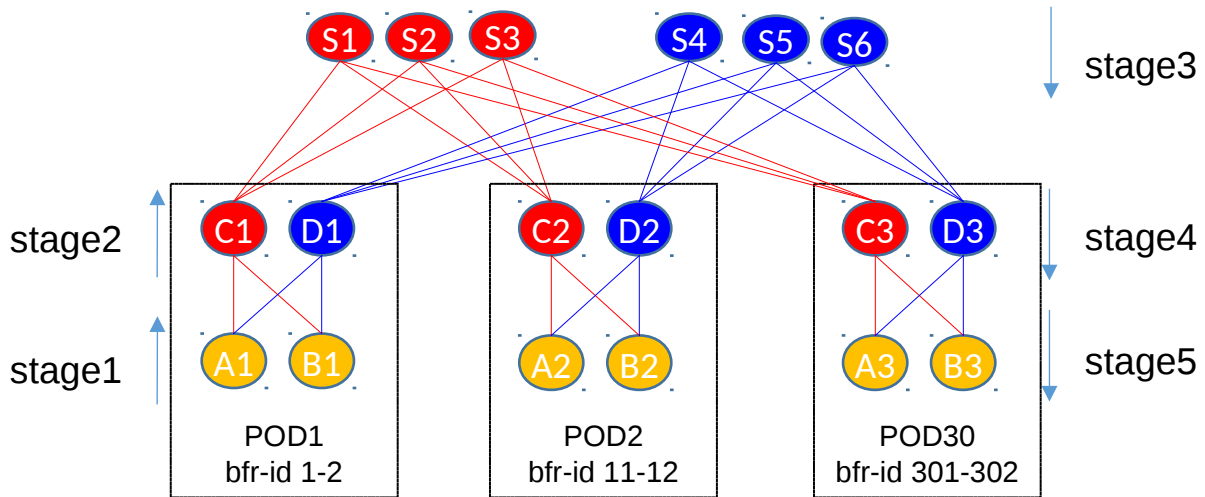 S1 S2 S3 S4 S5 S6
stage3
C1 D1 C2 D2 C3 D3
stage2
stage4
A1 B1 A2 B2 A3 B3
stage1
stage5
POD1
bfr-id 1-2
POD2
bfr-id 11-12
POD30
bfr-id 301-302